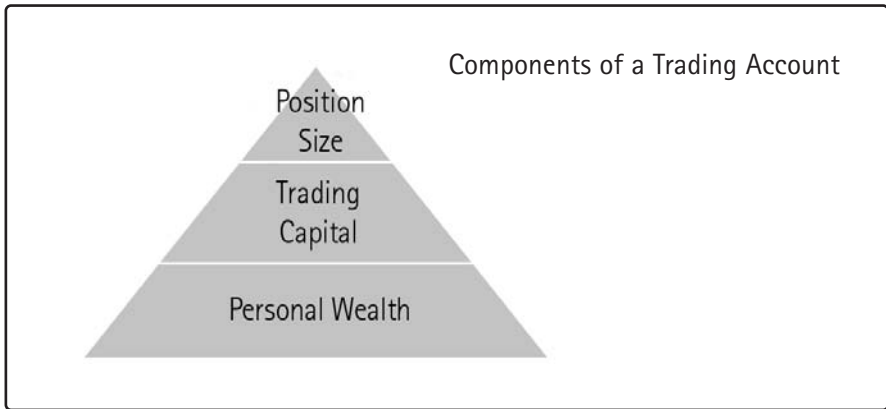 Components of a Trading Account
Position
Size
Trading
Capital
Personal Wealth